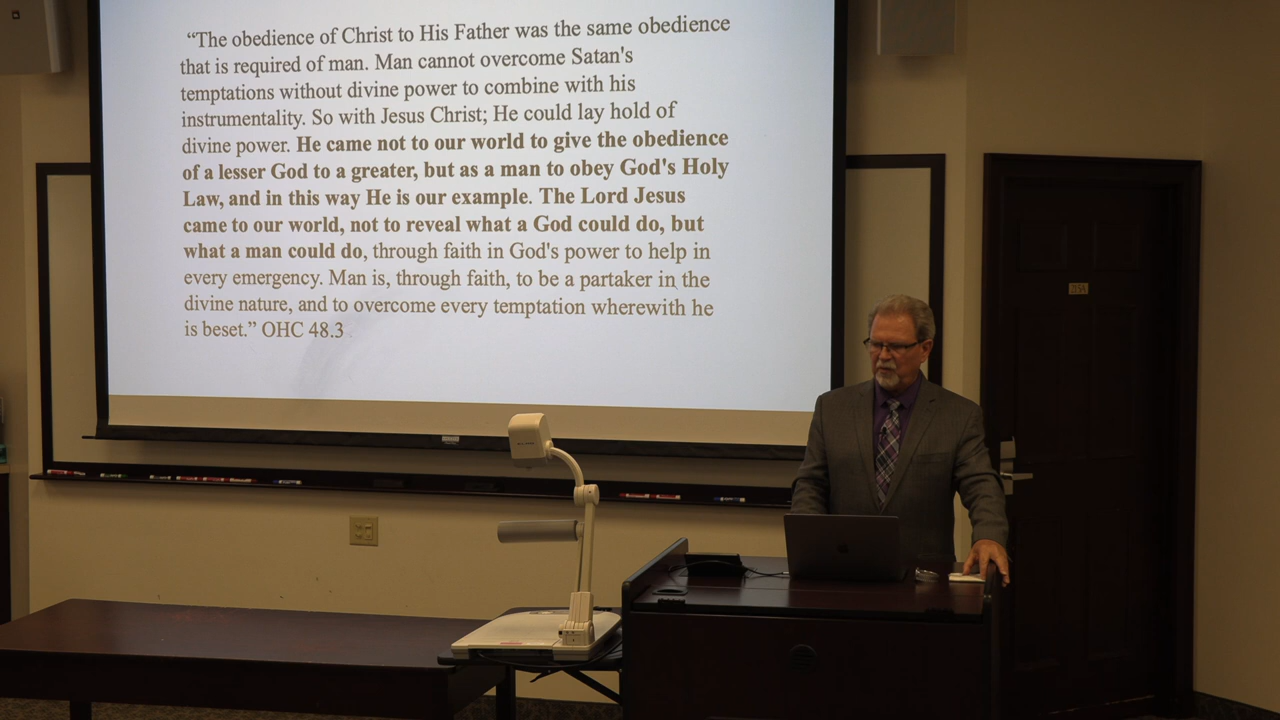 “The obedience of Christ to His Father was the same obedience
that is required of man. Man cannot overcome Satan's
temptations without divine power to combine with his
instrumentality. So with Jesus Christ; He could lay hold of
divine power. He came not to our world to give the obedience
of a lesser God to a greater, but as a man to obey God's Holy
Law, and in this way He is our example. The Lord Jesus
came to our world, not to reveal what a God could do, but
what a man could do, through faith in God's power to help in
every emergency. Man is, through faith, to be a partaker in the
divine nature, and to overcome every temptation wherewith he
is beset.” OHC 48.3